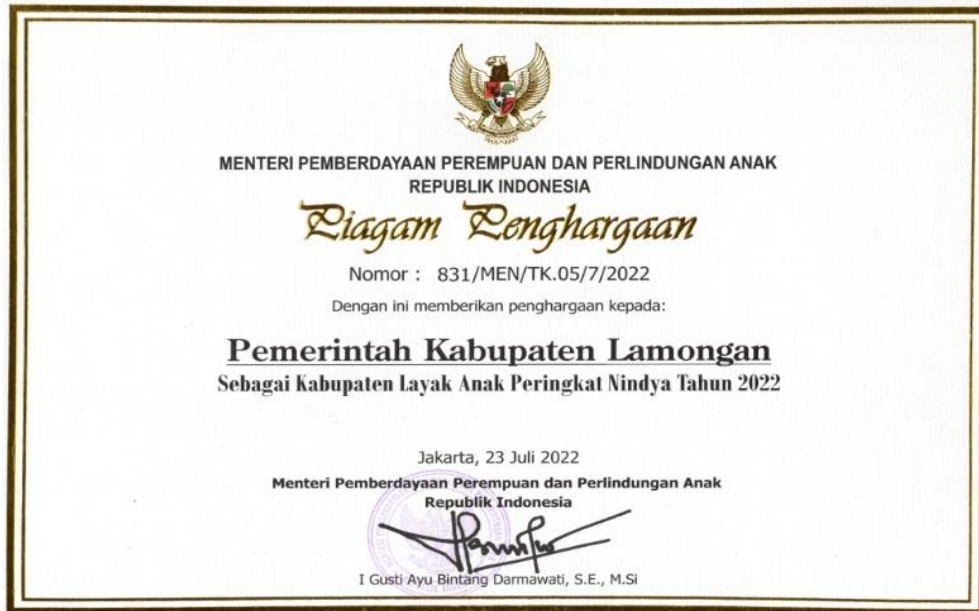 MENTERI PEMBERDAYAAN PEREMPUAN DAN PERLINDUNGAN ANAK
REPUBLIK INDONESIA
Piagam Penghargaan
Nomor : 831/MEN/TK.05/7/2022
Dengan ini memberikan penghargaan kepada:
Pemerintah Kabupaten Lamongan
Sebagai Kabupaten Layak Anak Peringkat Nindya Tahun 2022
Jakarta, 23 Juli 2022
Menteri Pemberdayaan Perempuan dan Perlindungan Anak
Republik Indonesia
I Gusti Ayu Bintang Darmawati, S.E., M.Si